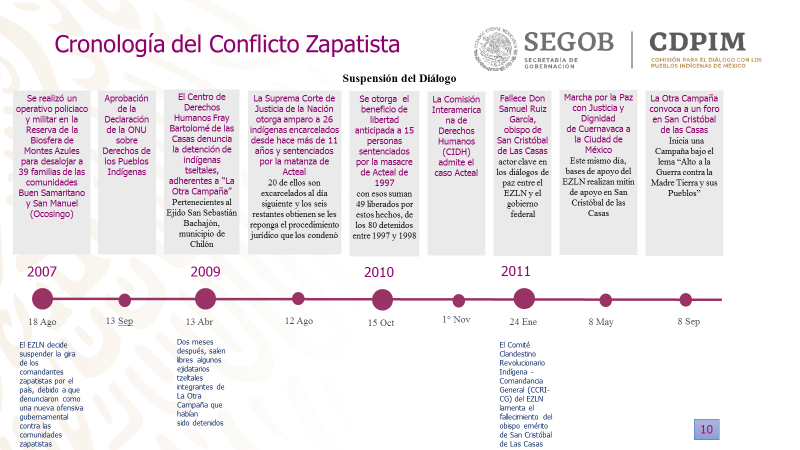 Cronología del Conflicto Zapatista
SEGOB
SECRETARÍA DE
GOBERNACIÓN
CDPIM
COMISIÓN PARA EL DIÁLOGO CON LOS
PUEBLOS INDÍGENAS DE MÉXICO
Suspensión del Diálogo
Se realizó un
operativo policiaco
y militar en la
Reserva de la
Biosfera de
Montes Azules
para desalojar a
39 familias de las
comunidades
Buen Samaritano
y San Manuel
(Ocosingo)
Aprobación
de la
Declaración
de la ONU
sobre
Derechos de
los Pueblos
Indígenas
El Centro de
Derechos
Humanos Fray
Bartolomé de las
Casas denuncia
la detención de
indígenas
tseltales,
adherentes a “La
Otra Campaña”
Pertenecientes al
Ejido San Sebastián
Bachajón,
municipio de
Chilón
La Suprema Corte de
Justicia de la Nación
otorga amparo a 26
indígenas encarcelados
desde hace más de 11
años y sentenciados
por la matanza de
Acteal
20 de ellos son
excarcelados al día
siguiente y los seis
restantes obtienen se les
reponga el procedimiento
jurídico que los condenó
Se otorga el
beneficio de
libertad
anticipada a 15
personas
sentenciados
por la masacre
de Acteal de
1997
con esos suman
49 liberados por
estos hechos, de
los 80 detenidos
entre 1997 y 1998
La Comisión
Interamerica
na de
Derechos
Humanos
(CIDH)
admite el
caso Acteal
Fallece Don
Samuel Ruiz
García,
obispo de
San Cristóbal
de Las Casas
actor clave en
los diálogos de
paz entre el
EZLN y el
gobierno
federal
Marcha por la Paz
con Justicia y
Dignidad
de Cuernavaca a
la Ciudad de
México
Este mismo día,
bases de apoyo del
EZLN realizan mitin
de apoyo en San
Cristóbal de las
Casas
La Otra Campaña
convoca a un foro
en San Cristóbal
de las Casas
Inicia una
Campaña bajo el
lema “Alto a la
Guerra contra la
Madre Tierra y sus
Pueblos”
2007
2009
2010
2011
18 Ago
13 Sep
13 Abr
12 Ago
15 Oct
1° Nov
24 Ene
8 May
8 Sep
El EZLN decide
suspender la gira
de los
comandantes
zapatistas por el
país, debido a que
denunciaron como
una nueva ofensiva
gubernamental
contra las
comunidades
zapatistas
Dos meses
después, salen
libres algunos
ejidatarios
tzeltales
integrantes de
La Otra
Campaña que
habían
sido detenidos
El Comité
Clandestino
Revolucionario
Indígena -
Comandancia
General (CCRI-
CG) del EZLN
lamenta el
fallecimiento del
obispo emérito
de San Cristóbal
de Las Casas
10